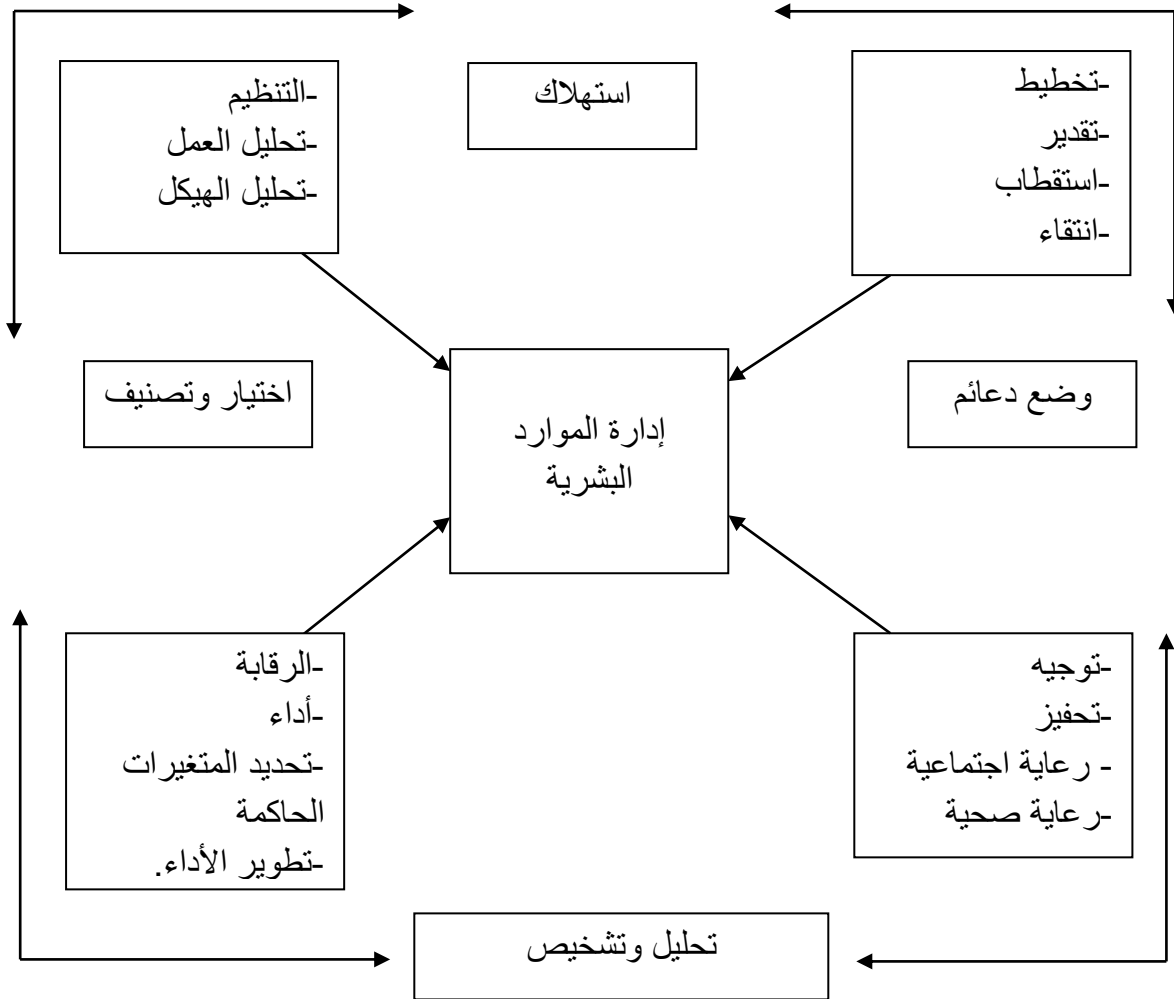 -تخطيط
-تقدير
-استقطاب
-انتقاء
استهلاك
-التنظيم
-تحليل العمل
-تحليل الهيكل
وضع دعائم
إدارة الموارد
البشرية
اختيار وتصنيف
-توجيه
-تحفيز
- رعاية اجتماعية
-رعاية صحية
-الرقابة
-أداء
-تحديد المتغيرات
الحاكمة
-تطوير الأداء.
تحليل وتشخيص